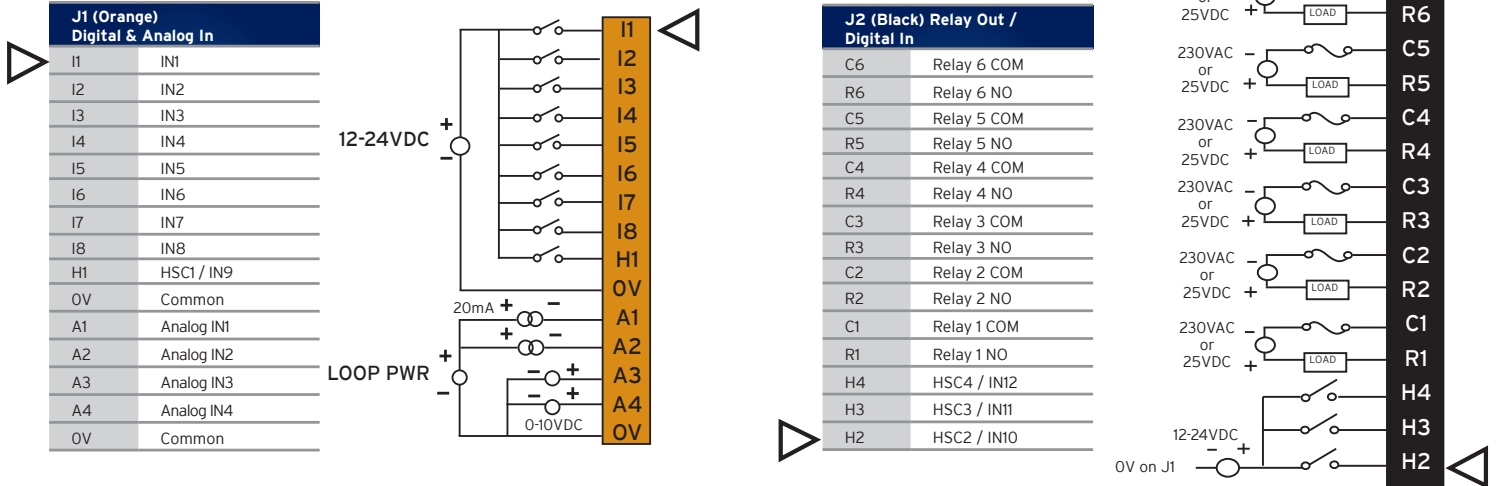 J1 (Orange)
Digital & Analog In
I1 IN1
I2 IN2
I3 IN3
I4 IN4
I5 IN5
I6 IN6
I7 IN7
I8 IN8
H1 HSC1 / IN9
0V Common
A1 Analog IN1
A2 Analog IN2
A3 Analog IN3
A4 Analog IN4
0V Common
12-24VDC
+
−
20mA + −
+ −
LOOP PWR
+
−
− +
− +
0-10VDC
I1
I2
I3
I4
I5
I6
I7
I8
H1
0V
A1
A2
A3
A4
0V
J2 (Black) Relay Out /
Digital In
C6 Relay 6 COM
R6 Relay 6 NO
C5 Relay 5 COM
R5 Relay 5 NO
C4 Relay 4 COM
R4 Relay 4 NO
C3 Relay 3 COM
R3 Relay 3 NO
C2 Relay 2 COM
R2 Relay 2 NO
C1 Relay 1 COM
R1 Relay 1 NO
H4 HSC4 / IN12
H3 HSC3 / IN11
H2 HSC2 / IN10
25VDC + LOAD R6
230VAC − C5
or
25VDC + LOAD R5
230VAC − C4
or
25VDC + LOAD R4
230VAC − C3
or
25VDC + LOAD R3
230VAC − C2
or
25VDC + LOAD R2
230VAC − C1
or
25VDC + LOAD R1
H4
12-24VDC H3
− +
0V on J1 H2